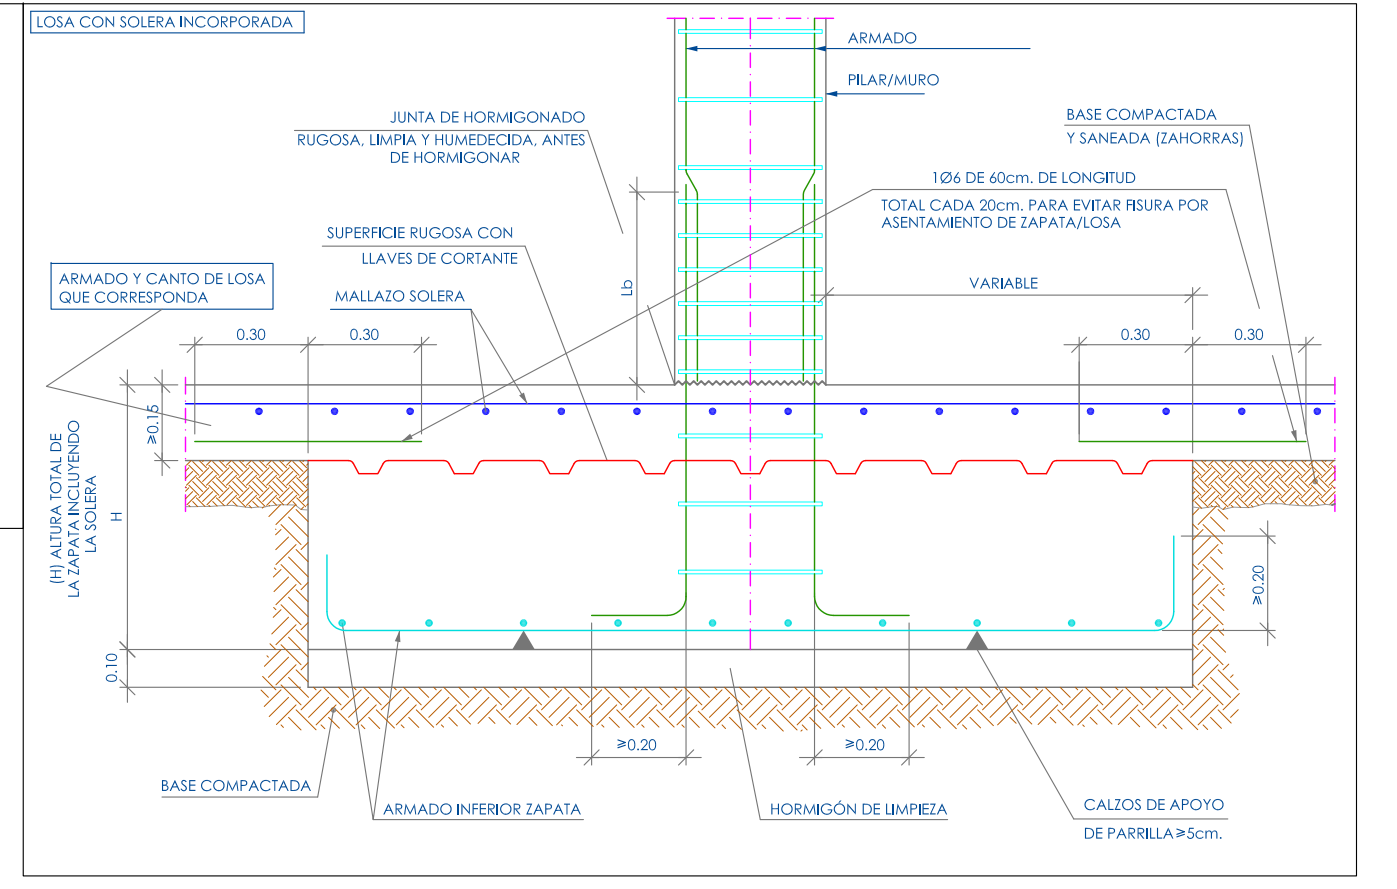 LOSA CON SOLERA INCORPORADA
ARMADO
PILAR/MURO
JUNTA DE HORMIGONADO
RUGOSA, LIMPIA Y HUMEDECIDA, ANTES
DE HORMIGONAR
BASE COMPACTADA
Y SANEADA (ZAHORRAS)
1Ø6 DE 60cm. DE LONGITUD
TOTAL CADA 20cm. PARA EVITAR FISURA POR
ASENTAMIENTO DE ZAPATA/LOSA
SUPERFICIE RUGOSA CON
LLAVES DE CORTANTE
ARMADO Y CANTO DE LOSA
QUE CORRESPONDA
MALLAZO SOLERA
Lb
VARIABLE
0.30
0.30
0.30
0.30
≥0.15
(H) ALTURA TOTAL DE
LA ZAPATA INCLUYENDO
LA SOLERA
H
≥0.20
0.10
≥0.20
≥0.20
BASE COMPACTADA
ARMADO INFERIOR ZAPATA
HORMIGÓN DE LIMPIEZA
CALZOS DE APOYO
DE PARRILLA≥5cm.